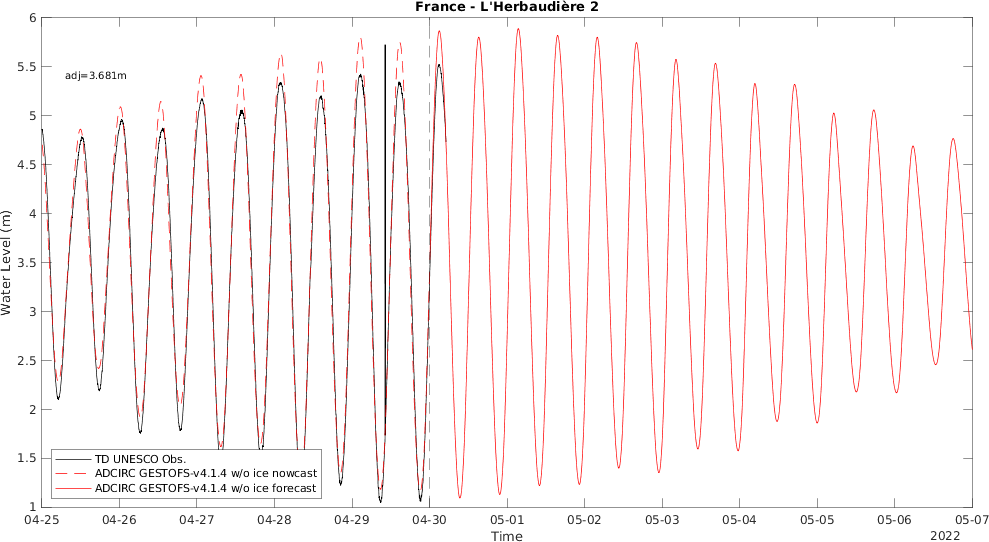 France - L'Herbaudière 2
adj=3.681m
Water Level (m)
6
5.5
5
4.5
4
3.5
3
2.5
2
1.5
1
TD UNESCO Obs.
ADCIRC GESTOFS-v4.1.4 w/o ice nowcast
ADCIRC GESTOFS-v4.1.4 w/o ice forecast
04-25 04-26 04-27 04-28 04-29 04-30 05-01 05-02 05-03 05-04 05-05 05-06 05-07
Time
2022